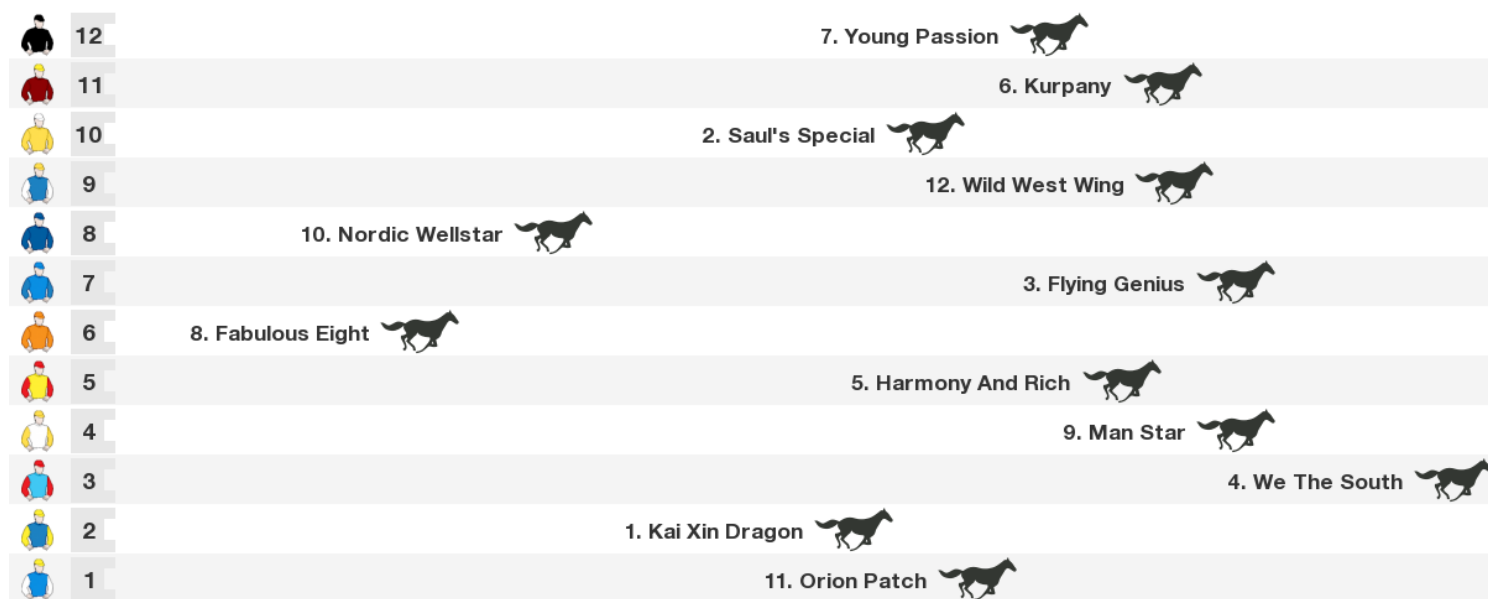 12 7. Young Passion
11 6. Kurpany
10 2. Saul's Special
9 12. Wild West Wing
8 10. Nordic Wellstar
7 3. Flying Genius
6 8. Fabulous Eight
5 5. Harmony And Rich
4 9. Man Star
3 4. We The South
2 1. Kai Xin Dragon
1 11. Orion Patch